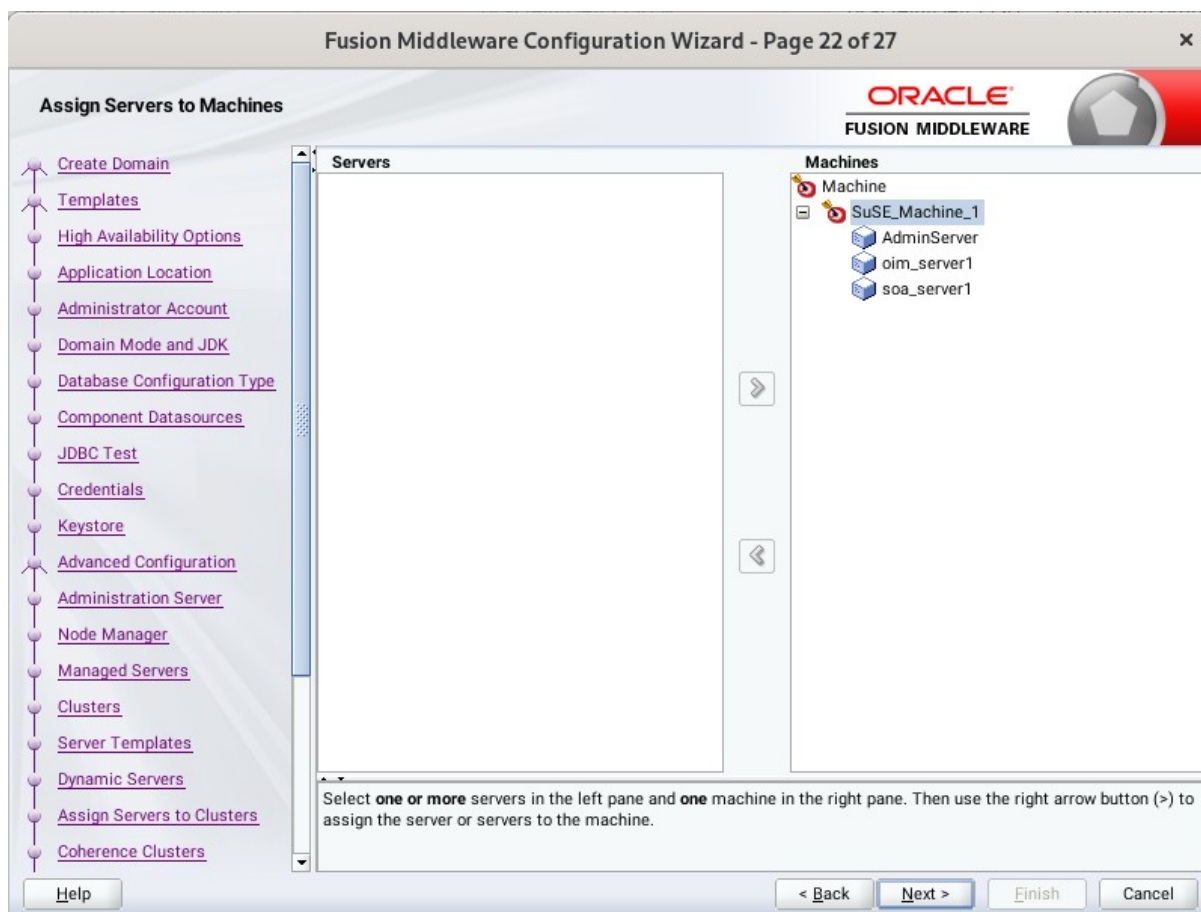 Fusion Middleware Configuration Wizard - Page 22 of 27
Assign Servers to Machines
ORACLE
FUSION MIDDLEWARE
Create Domain
Templates
High Availability Options
Application Location
Administrator Account
Domain Mode and JDK
Database Configuration Type
Component Datasources
JDBC Test
Credentials
Keystore
Advanced Configuration
Administration Server
Node Manager
Managed Servers
Clusters
Server Templates
Dynamic Servers
Assign Servers to Clusters
Coherence Clusters
Servers
Machines
Machine
SuSE_Machine_1
AdminServer
oim_server1
soa_server1
Select one or more servers in the left pane and one machine in the right pane. Then use the right arrow button (>) to
assign the server or servers to the machine.
Help
< Back
Next >
Finish
Cancel